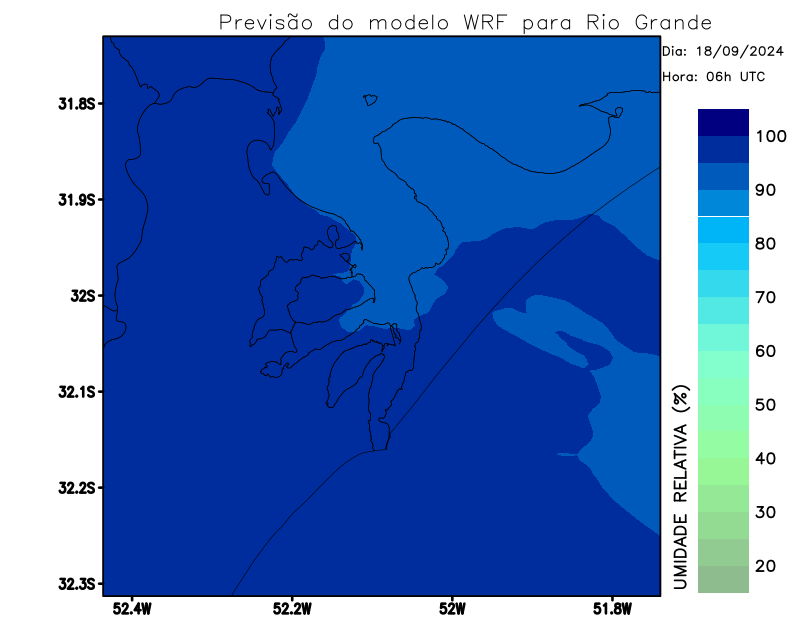 Previsão do modelo WRF para Rio Grande
Dia: 18/09/2024
Hora: 06h UTC
31.8S
31.9S
32S
32.1S
32.2S
32.3S
52.4W
52.2W
52W
51.8W
UMIDADE RELATIVA (%)
100
90
80
70
60
50
40
30
20